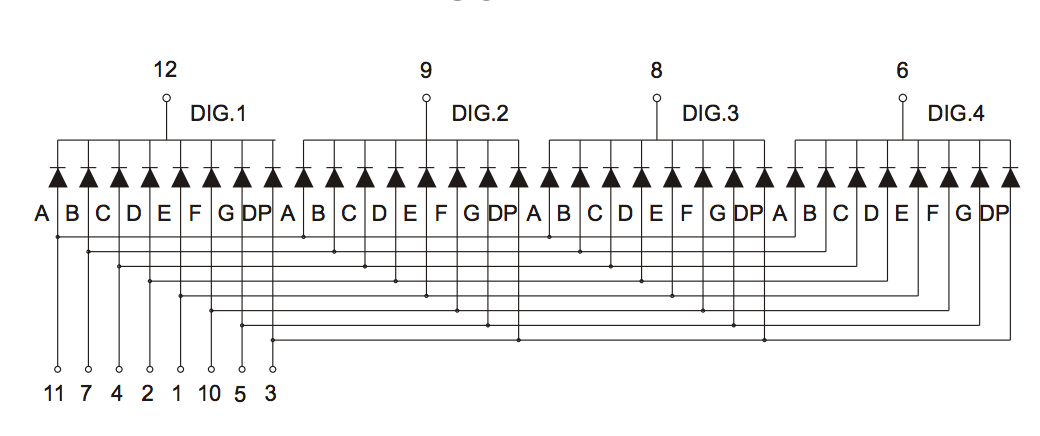 12 9 8 6
DIG.1 DIG.2 DIG.3 DIG.4
A B C D E F G DP A B C D E F G DP A B C D E F G DP A B C D E F G DP
11 7 4 2 1 10 5 3